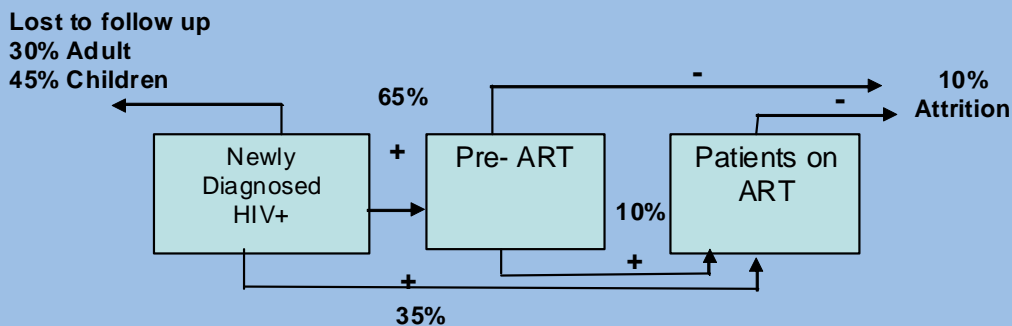 Lost to follow up
30% Adult
45% Children
65%
-
10%
Attrition
-
+
Newly
Diagnosed
HIV+
Pre- ART
Patients on
ART
10%
+
+
35%